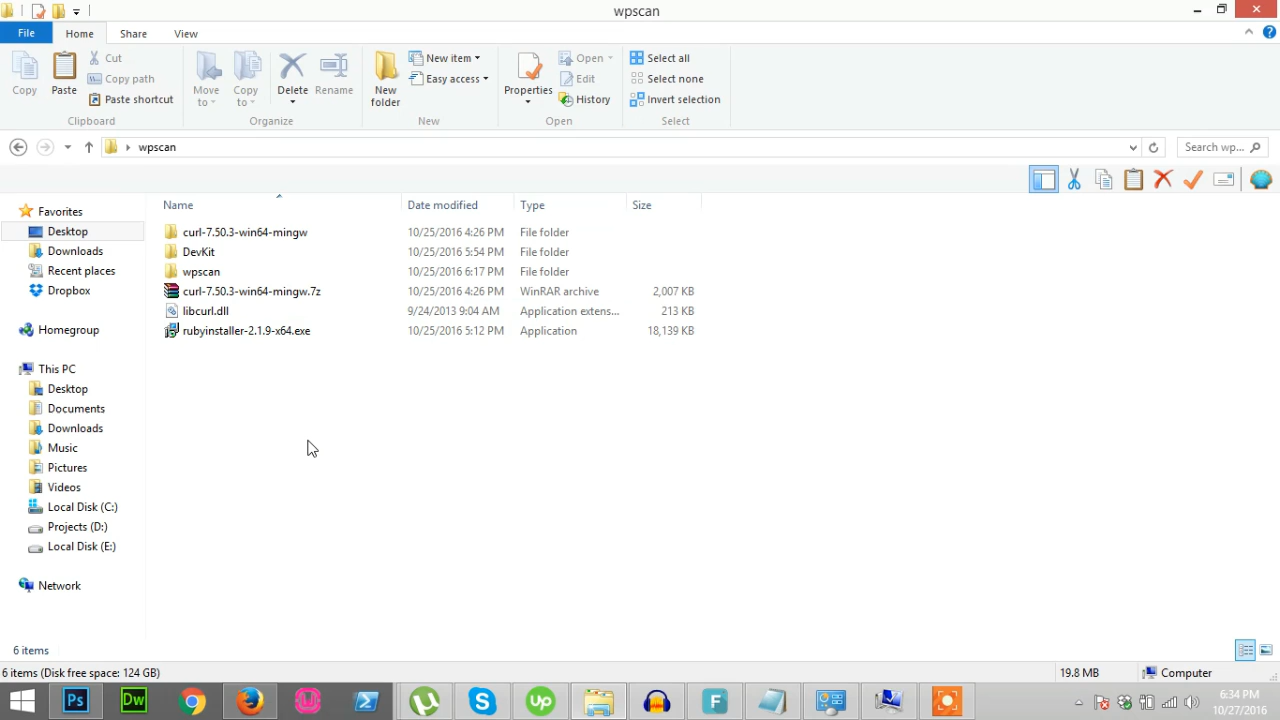 wpscan
File Home Share View
Copy Paste Cut Copy path Paste shortcut
Clipboard
Move to Copy to Delete Rename
Organize
New folder New item Easy access
New
Properties Open Edit History
Open
Select all Select none Invert selection
Select
wpscan Search wp...
Name Date modified Type Size
Favorites
Desktop
Downloads
Recent places
Dropbox
Homegroup
This PC
Desktop
Documents
Downloads
Music
Pictures
Videos
Local Disk (C:)
Projects (D:)
Local Disk (E:)
Network
curl-7.50.3-win64-mingw 10/25/2016 4:26 PM File folder
DevKit 10/25/2016 5:54 PM File folder
wpscan 10/25/2016 6:17 PM File folder
curl-7.50.3-win64-mingw.7z 10/25/2016 4:26 PM WinRAR archive 2,007 KB
libcurl.dll 9/24/2013 9:04 AM Application extens... 213 KB
rubyinstaller-2.1.9-x64.exe 10/25/2016 5:12 PM Application 18,139 KB
6 items
6 items (Disk free space: 124 GB) 19.8 MB Computer
Ps Dw S Up F
6:34 PM
10/27/2016